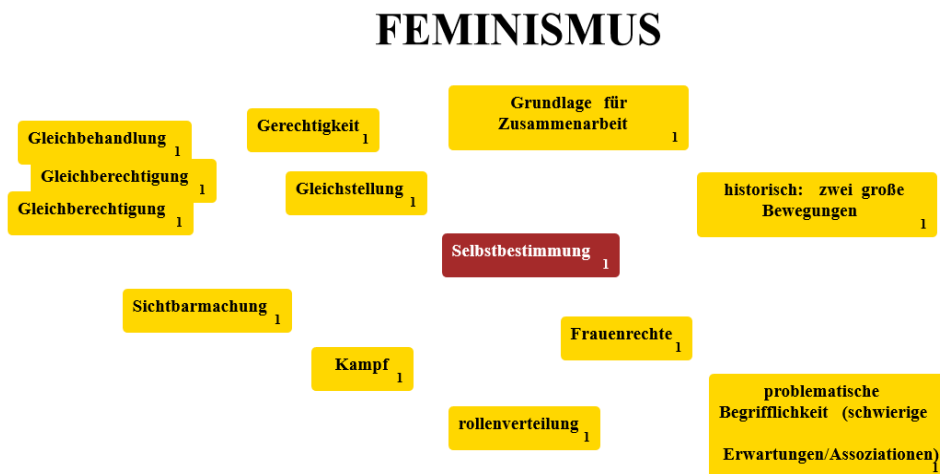 FEMINISMUS
Grundlage für
Zusammenarbeit
1
Gerechtigkeit
1
Gleichbehandlung
1
Gleichberechtigung
1
Gleichberechtigung
1
Gleichstellung
1
historisch: zwei große
Bewegungen
1
Selbstbestimmung
1
Sichtbarmachung
1
Frauenrechte
1
Kampf
1
rollenverteilung
1
problematische
Begrifflichkeit (schwierige
Erwartungen/Assoziationen)
1